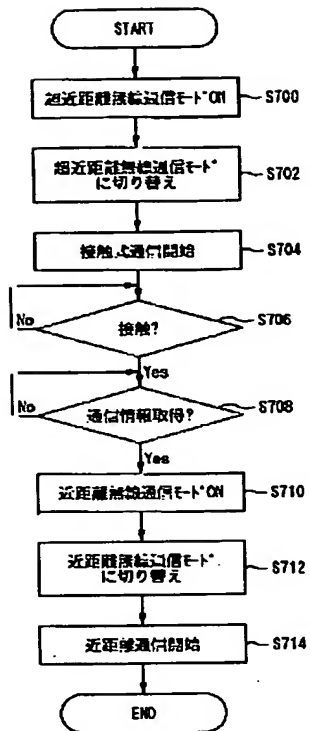 START
超近距離無線通信モードON
S700
超近距離無線通信モード
に切り替え
S702
接触式通信開始
S704
接触?
S706
No
Yes
通信情報取得?
S708
No
Yes
近距離無線通信モードON
S710
近距離無線通信モード
に切り替え
S712
近距離通信開始
S714
END